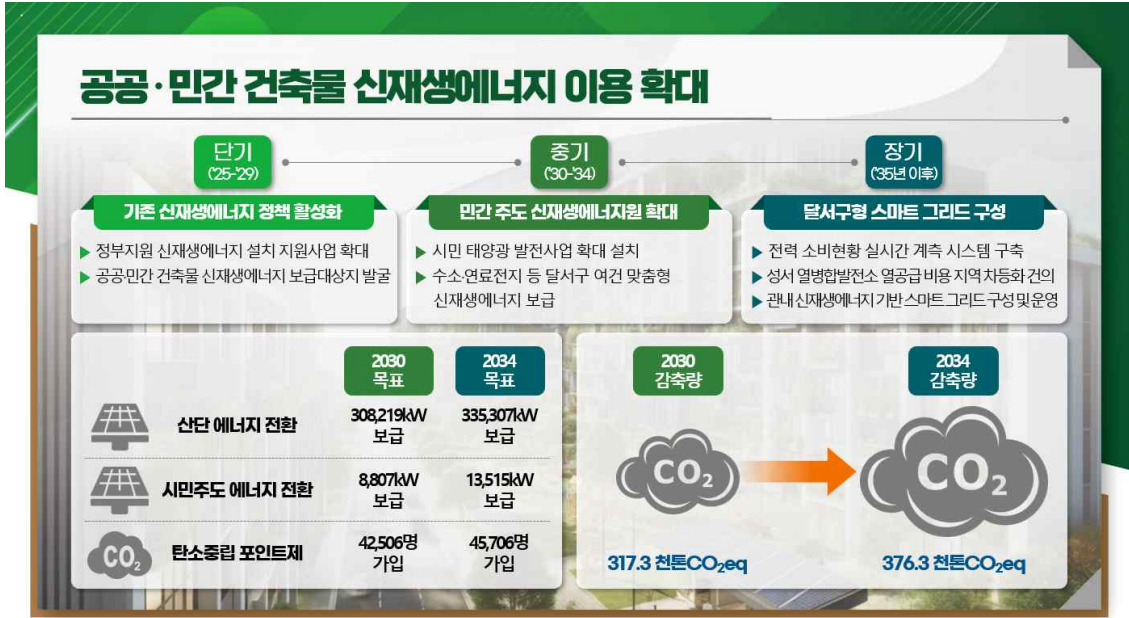 공공·민간 건축물 신재생에너지 이용 확대
단기
('25-'29)
중기
('30-'34)
장기
('35년 이후)
기존 신재생에너지 정책 활성화
▶ 정부지원 신재생에너지 설치 지원사업 확대
▶ 공공민간 건축물 신재생에너지 보급대상지 발굴
민간 주도 신재생에너지원 확대
▶ 시민 태양광 발전사업 확대 설치
▶ 수소·연료전지 등 달서구 여건 맞춤형
신재생에너지 보급
달서구형 스마트 그리드 구성
▶ 전력 소비현황 실시간 계측 시스템 구축
▶ 성서 열병합발전소 열공급 비용 지역 차등화 건의
▶ 관내 신재생에너지 기반 스마트 그리드 구성 및 운영
2030
목표
2034
목표
산단 에너지 전환
308,219kW
보급
335,307kW
보급
시민주도 에너지 전환
8,807kW
보급
13,515kW
보급
CO₂
탄소중립 포인트제
42,506명
가입
45,706명
가입
2030
감축량
2034
감축량
CO₂
CO₂
317.3 천톤CO₂eq
376.3 천톤CO₂eq